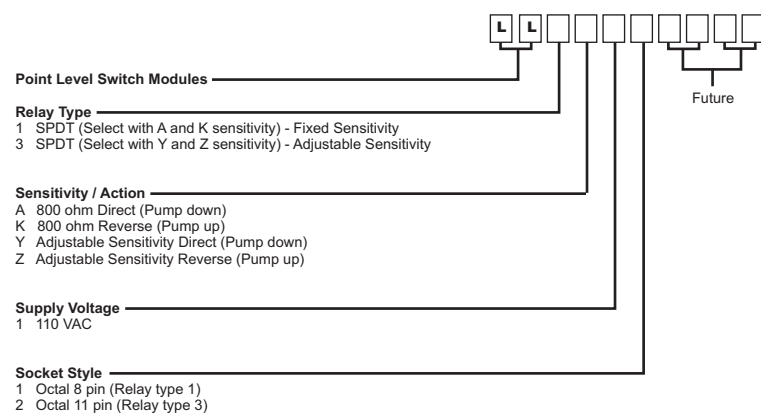 L L
Point Level Switch Modules
Future
Relay Type
1 SPDT (Select with A and K sensitivity) - Fixed Sensitivity
3 SPDT (Select with Y and Z sensitivity) - Adjustable Sensitivity
Sensitivity / Action
A 800 ohm Direct (Pump down)
K 800 ohm Reverse (Pump up)
Y Adjustable Sensitivity Direct (Pump down)
Z Adjustable Sensitivity Reverse (Pump up)
Supply Voltage
1 110 VAC
Socket Style
1 Octal 8 pin (Relay type 1)
2 Octal 11 pin (Relay type 3)